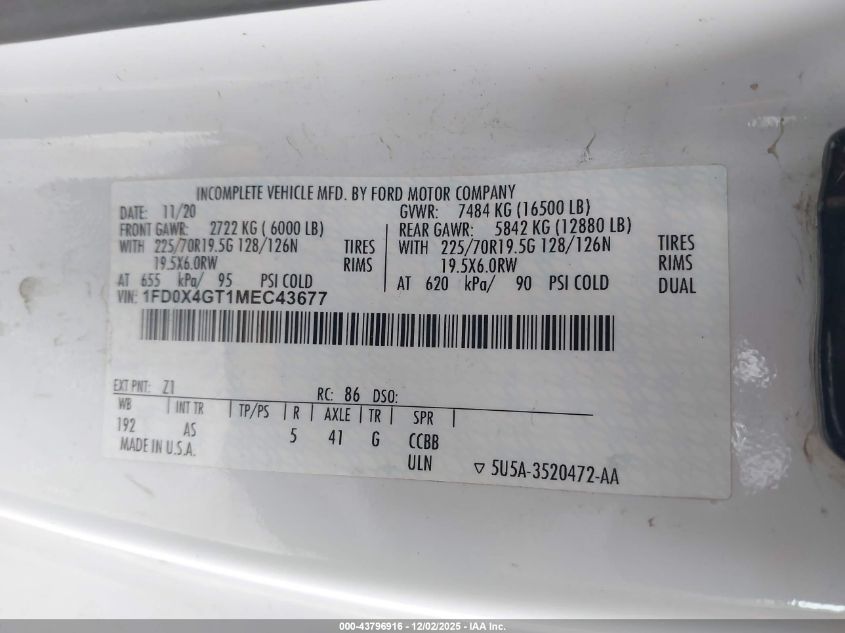 INCOMPLETE VEHICLE MFD. BY FORD MOTOR COMPANY
DATE: 11/20 GVWR: 7484 KG (16500 LB)
FRONT GAWR: 2722 KG ( 6000 LB) REAR GAWR: 5842 KG (12880 LB)
WITH 225/70R19.5G 128/126N TIRES WITH 225/70R19.5G 128/126N TIRES
19.5X6.0RW RIMS 19.5X6.0RW RIMS
AT 655 kPa/ 95 PSI COLD AT 620 kPa/ 90 PSI COLD DUAL
VIN: 1FD0X4GT1MEC43677
EXT PNT: Z1 RC: 86 DSO:
WB INT TR TP/PS R AXLE TR SPR
192 AS 5 41 G CCBB
MADE IN U.S.A. ULN ▽ 5U5A-3520472-AA
000-43796916 - 12/02/2025 - IAA Inc.